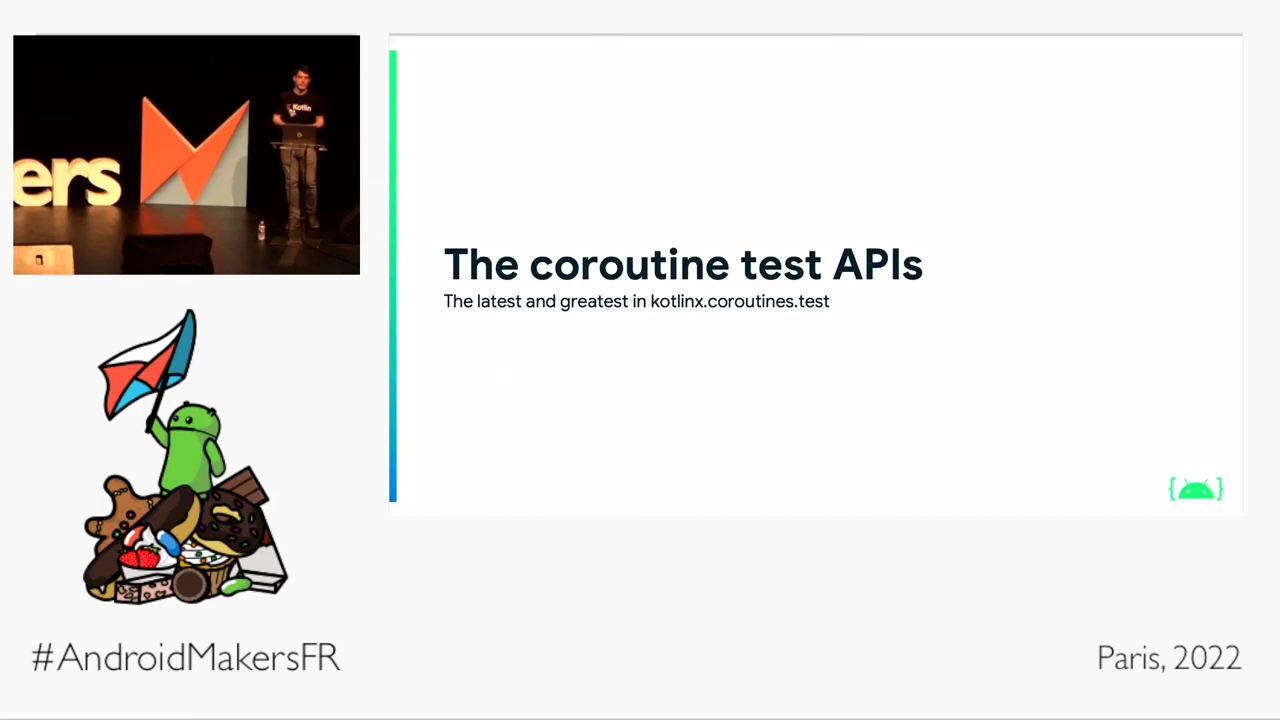 ers
Kotlin
The coroutine test APIs
The latest and greatest in kotlinx.coroutines.test
#AndroidMakersFR
Paris, 2022